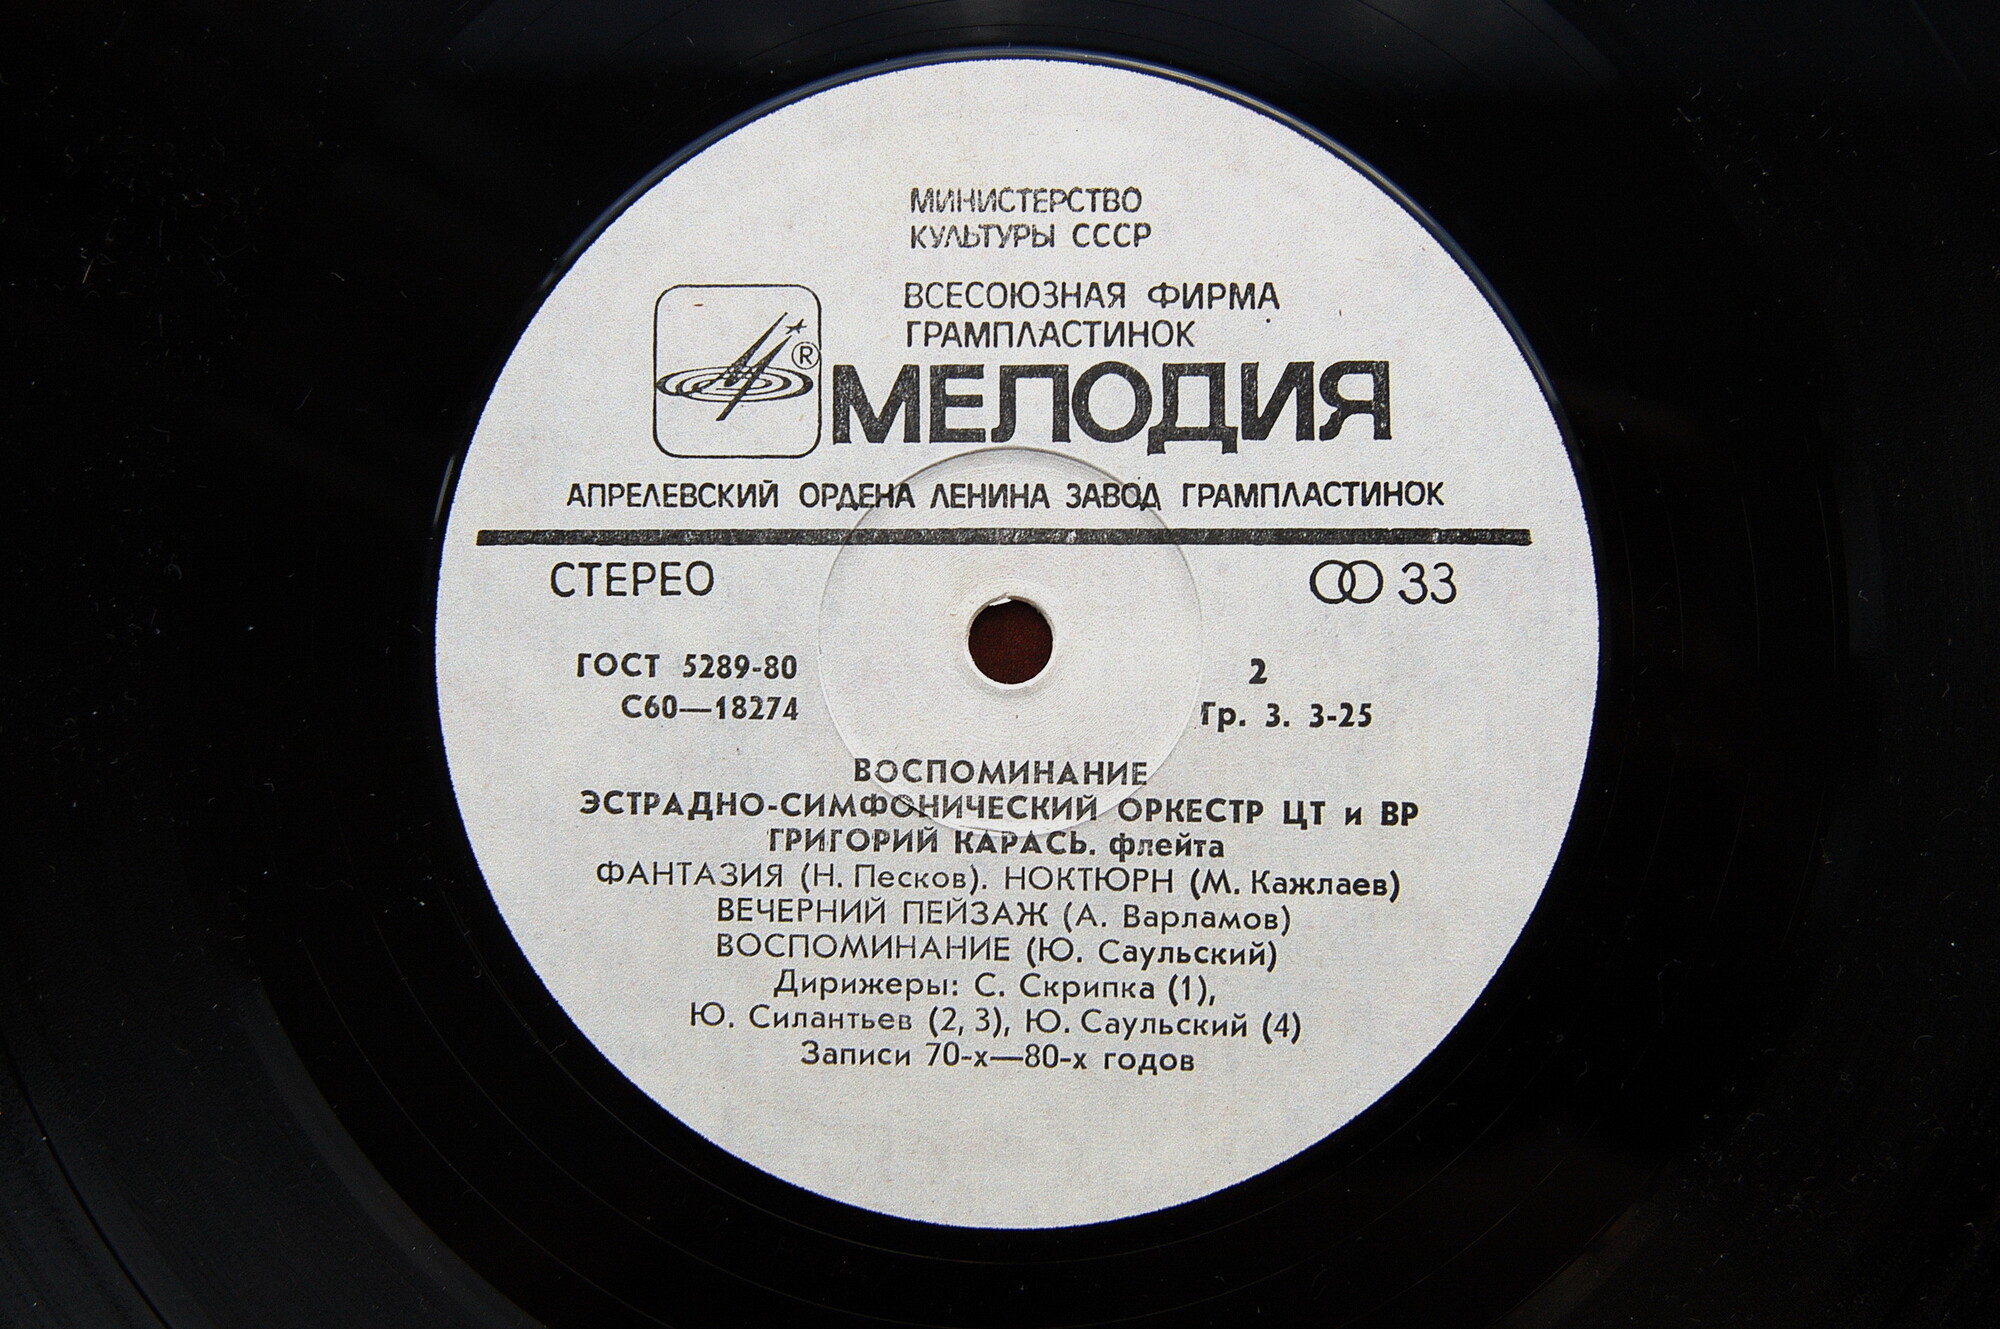 МИНИСТЕРСТВО
КУЛЬТУРЫ СССР
ВСЕСОЮЗНАЯ ФИРМА
ГРАМПЛАСТИНОК
® МЕЛОДИЯ
АПРЕЛЕВСКИЙ ОРДЕНА ЛЕНИНА ЗАВОД ГРАМПЛАСТИНОК
СТЕРЕО 33
ГОСТ 5289-80 2
С60—18274 Гр. 3. 3-25
ВОСПОМИНАНИЕ
ЭСТРАДНО-СИМФОНИЧЕСКИЙ ОРКЕСТР ЦТ и ВР
ГРИГОРИЙ КАРАСЬ. флейта
ФАНТАЗИЯ (Н. Песков). НОКТЮРН (М. Кажлаев)
ВЕЧЕРНИЙ ПЕЙЗАЖ (А. Варламов)
ВОСПОМИНАНИЕ (Ю. Саульский)
Дирижеры: С. Скрипка (1),
Ю. Силантьев (2, 3), Ю. Саульский (4)
Записи 70-х—80-х годов